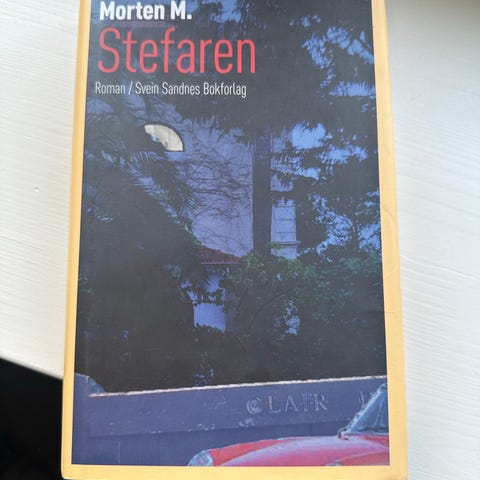 Morten M.
Stefaren
Roman / Svein Sandnes Bokforlag
CLAIR